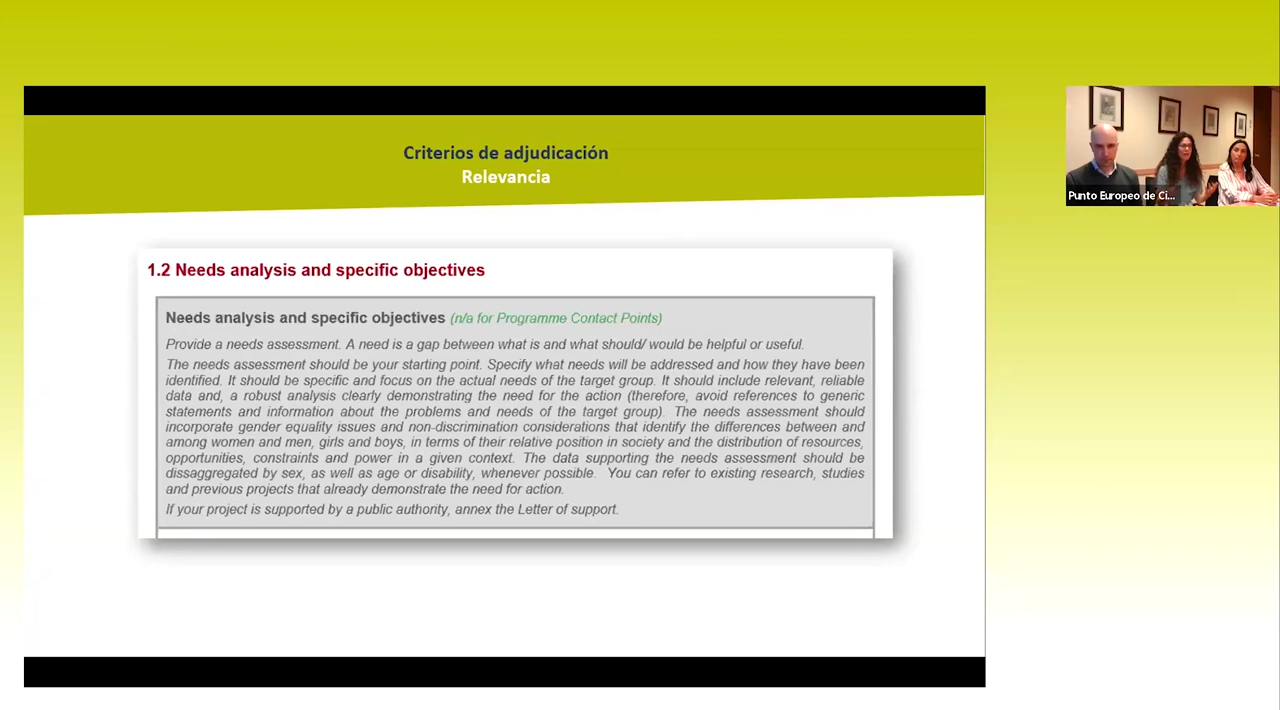 Criterios de adjudicación
Relevancia
1.2 Needs analysis and specific objectives
Needs analysis and specific objectives (n/a for Programme Contact Points)
Provide a needs assessment. A need is a gap between what is and what should/ would be helpful or useful.
The needs assessment should be your starting point. Specify what needs will be addressed and how they have been
identified. It should be specific and focus on the actual needs of the target group. It should include relevant, reliable
data and, a robust analysis clearly demonstrating the need for the action (therefore, avoid references to generic
statements and information about the problems and needs of the target group). The needs assessment should
incorporate gender equality issues and non-discrimination considerations that identify the differences between and
among women and men, girls and boys, in terms of their relative position in society and the distribution of resources,
opportunities, constraints and power in a given context. The data supporting the needs assessment should be
dissaggregated by sex, as well as age or disability, whenever possible. You can refer to existing research, studies
and previous projects that already demonstrate the need for action.
If your project is supported by a public authority, annex the Letter of support.
Punto Europeo de Ci...